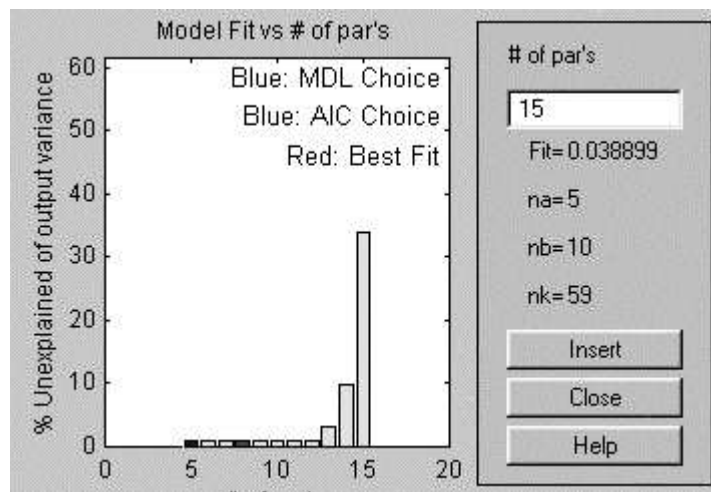 Model Fit vs # of par's
% Unexplained of output variance
60
50
40
30
20
10
0
Blue: MDL Choice
Blue: AIC Choice
Red: Best Fit
0 5 10 15 20
# of par's
15
Fit=0.038899
na=5
nb=10
nk=59
Insert
Close
Help